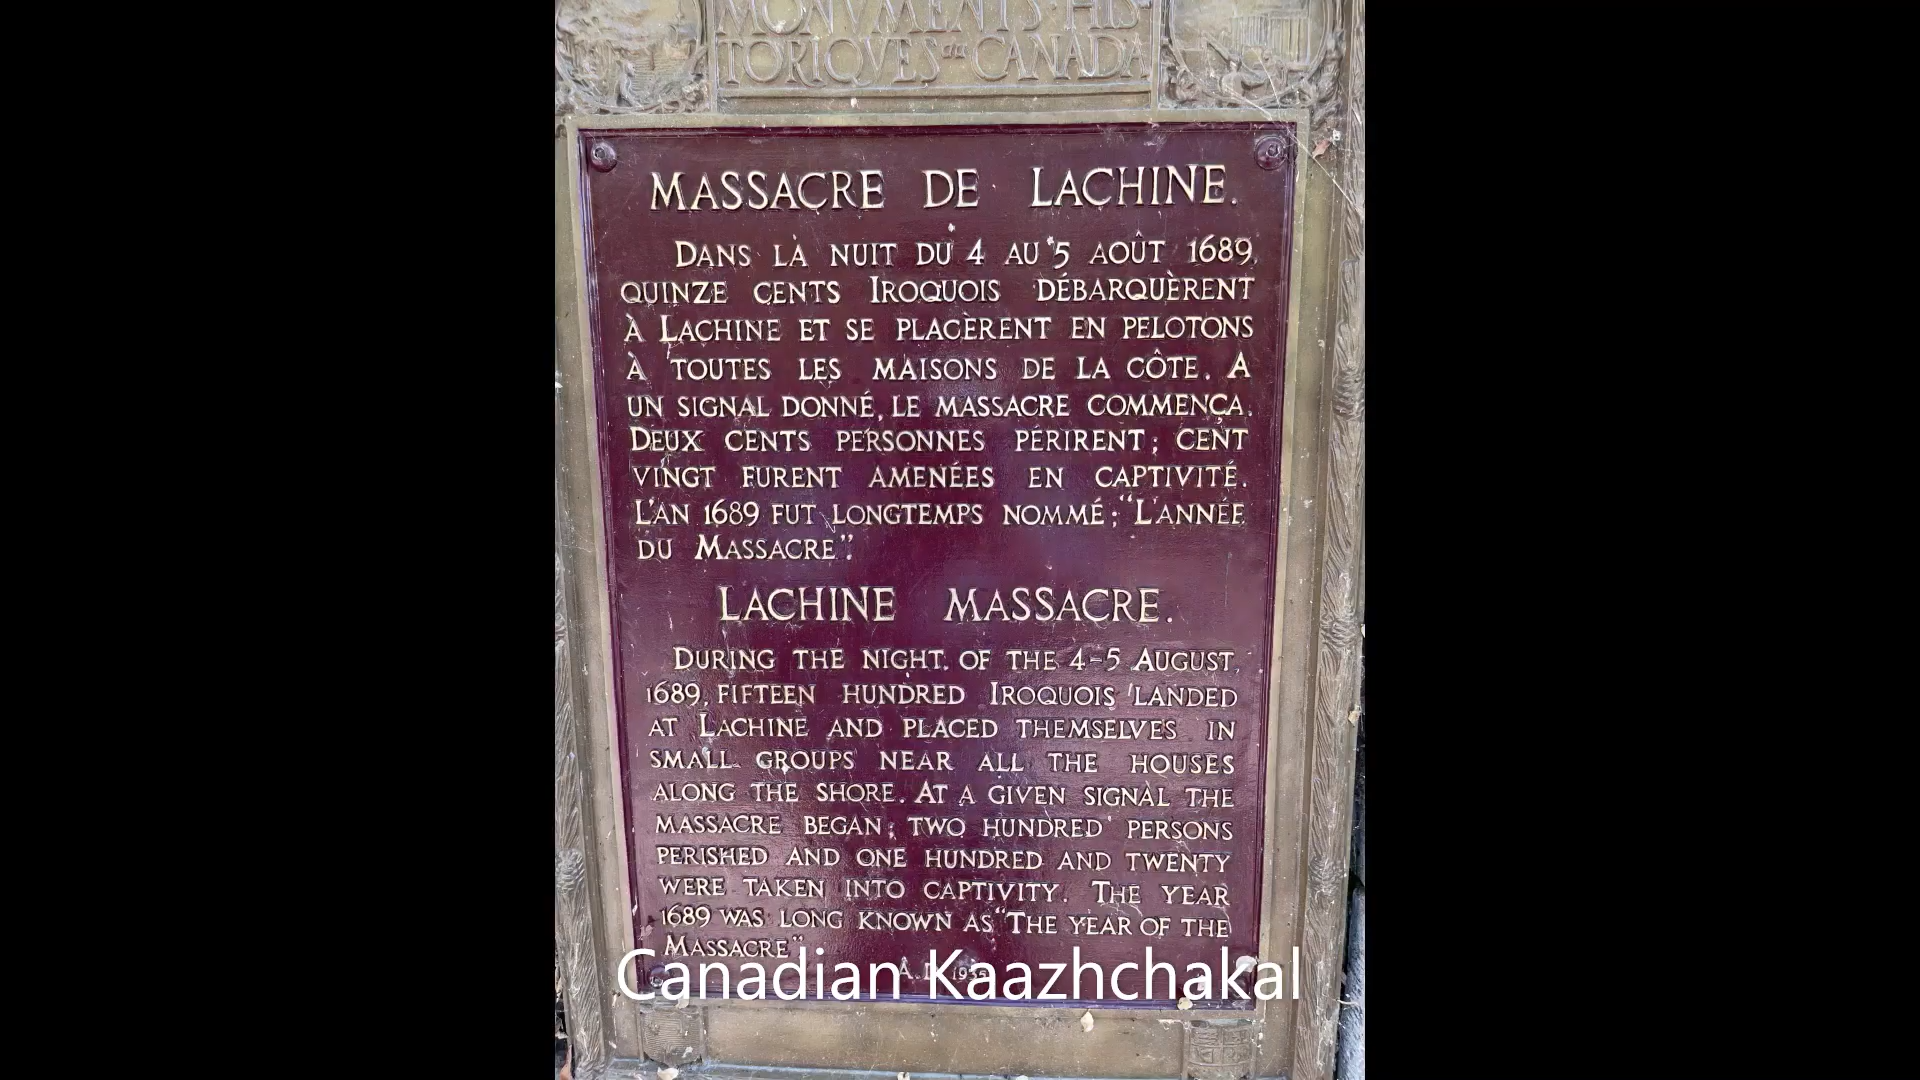 MONVMENTS·HIS-
TORIQVES du CANADA
MASSACRE DE LACHINE.
DANS LA NUIT DU 4 AU 5 AOÛT 1689,
QUINZE CENTS IROQUOIS DÉBARQUÈRENT
À LACHINE ET SE PLACÈRENT EN PELOTONS
À TOUTES LES MAISONS DE LA CÔTE. A
UN SIGNAL DONNÉ, LE MASSACRE COMMENÇA.
DEUX CENTS PERSONNES PÉRIRENT; CENT
VINGT FURENT AMENÉES EN CAPTIVITÉ.
L'AN 1689 FUT LONGTEMPS NOMMÉ; "L'ANNÉE
DU MASSACRE".
LACHINE MASSACRE.
DURING THE NIGHT OF THE 4-5 AUGUST,
1689, FIFTEEN HUNDRED IROQUOIS LANDED
AT LACHINE AND PLACED THEMSELVES IN
SMALL GROUPS NEAR ALL THE HOUSES
ALONG THE SHORE. AT A GIVEN SIGNAL THE
MASSACRE BEGAN; TWO HUNDRED PERSONS
PERISHED AND ONE HUNDRED AND TWENTY
WERE TAKEN INTO CAPTIVITY. THE YEAR
1689 WAS LONG KNOWN AS "THE YEAR OF THE
MASSACRE"
Canadian Kaazhchakal